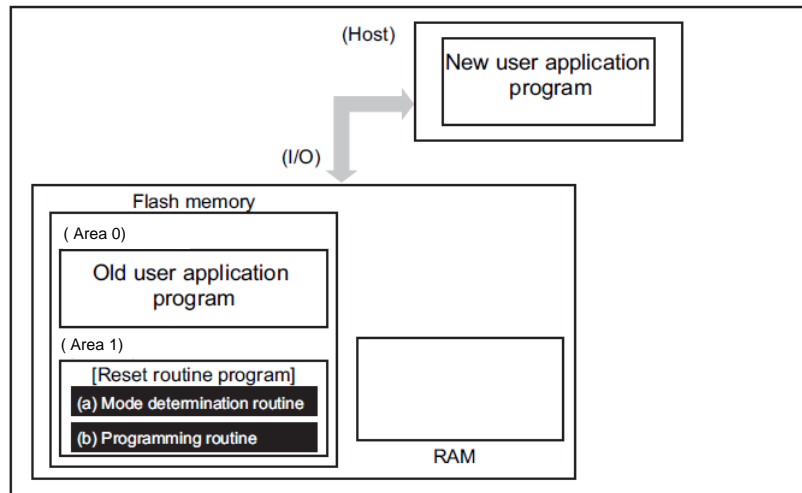 (Host)
New user application
program
(I/O)
Flash memory
( Area 0)
Old user application
program
( Area 1)
[Reset routine program]
(a) Mode determination routine
(b) Programming routine
RAM